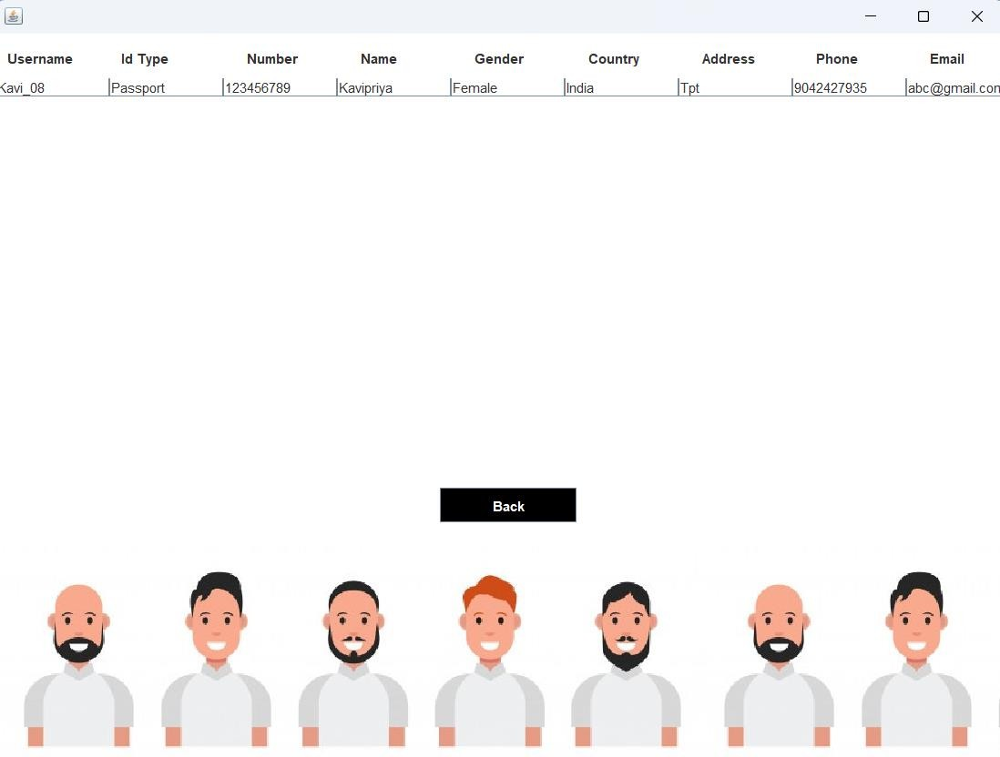 Username Id Type Number Name Gender Country Address Phone Email
Kavi_08 Passport 123456789 Kavipriya Female India Tpt 9042427935 abc@gmail.con
Back